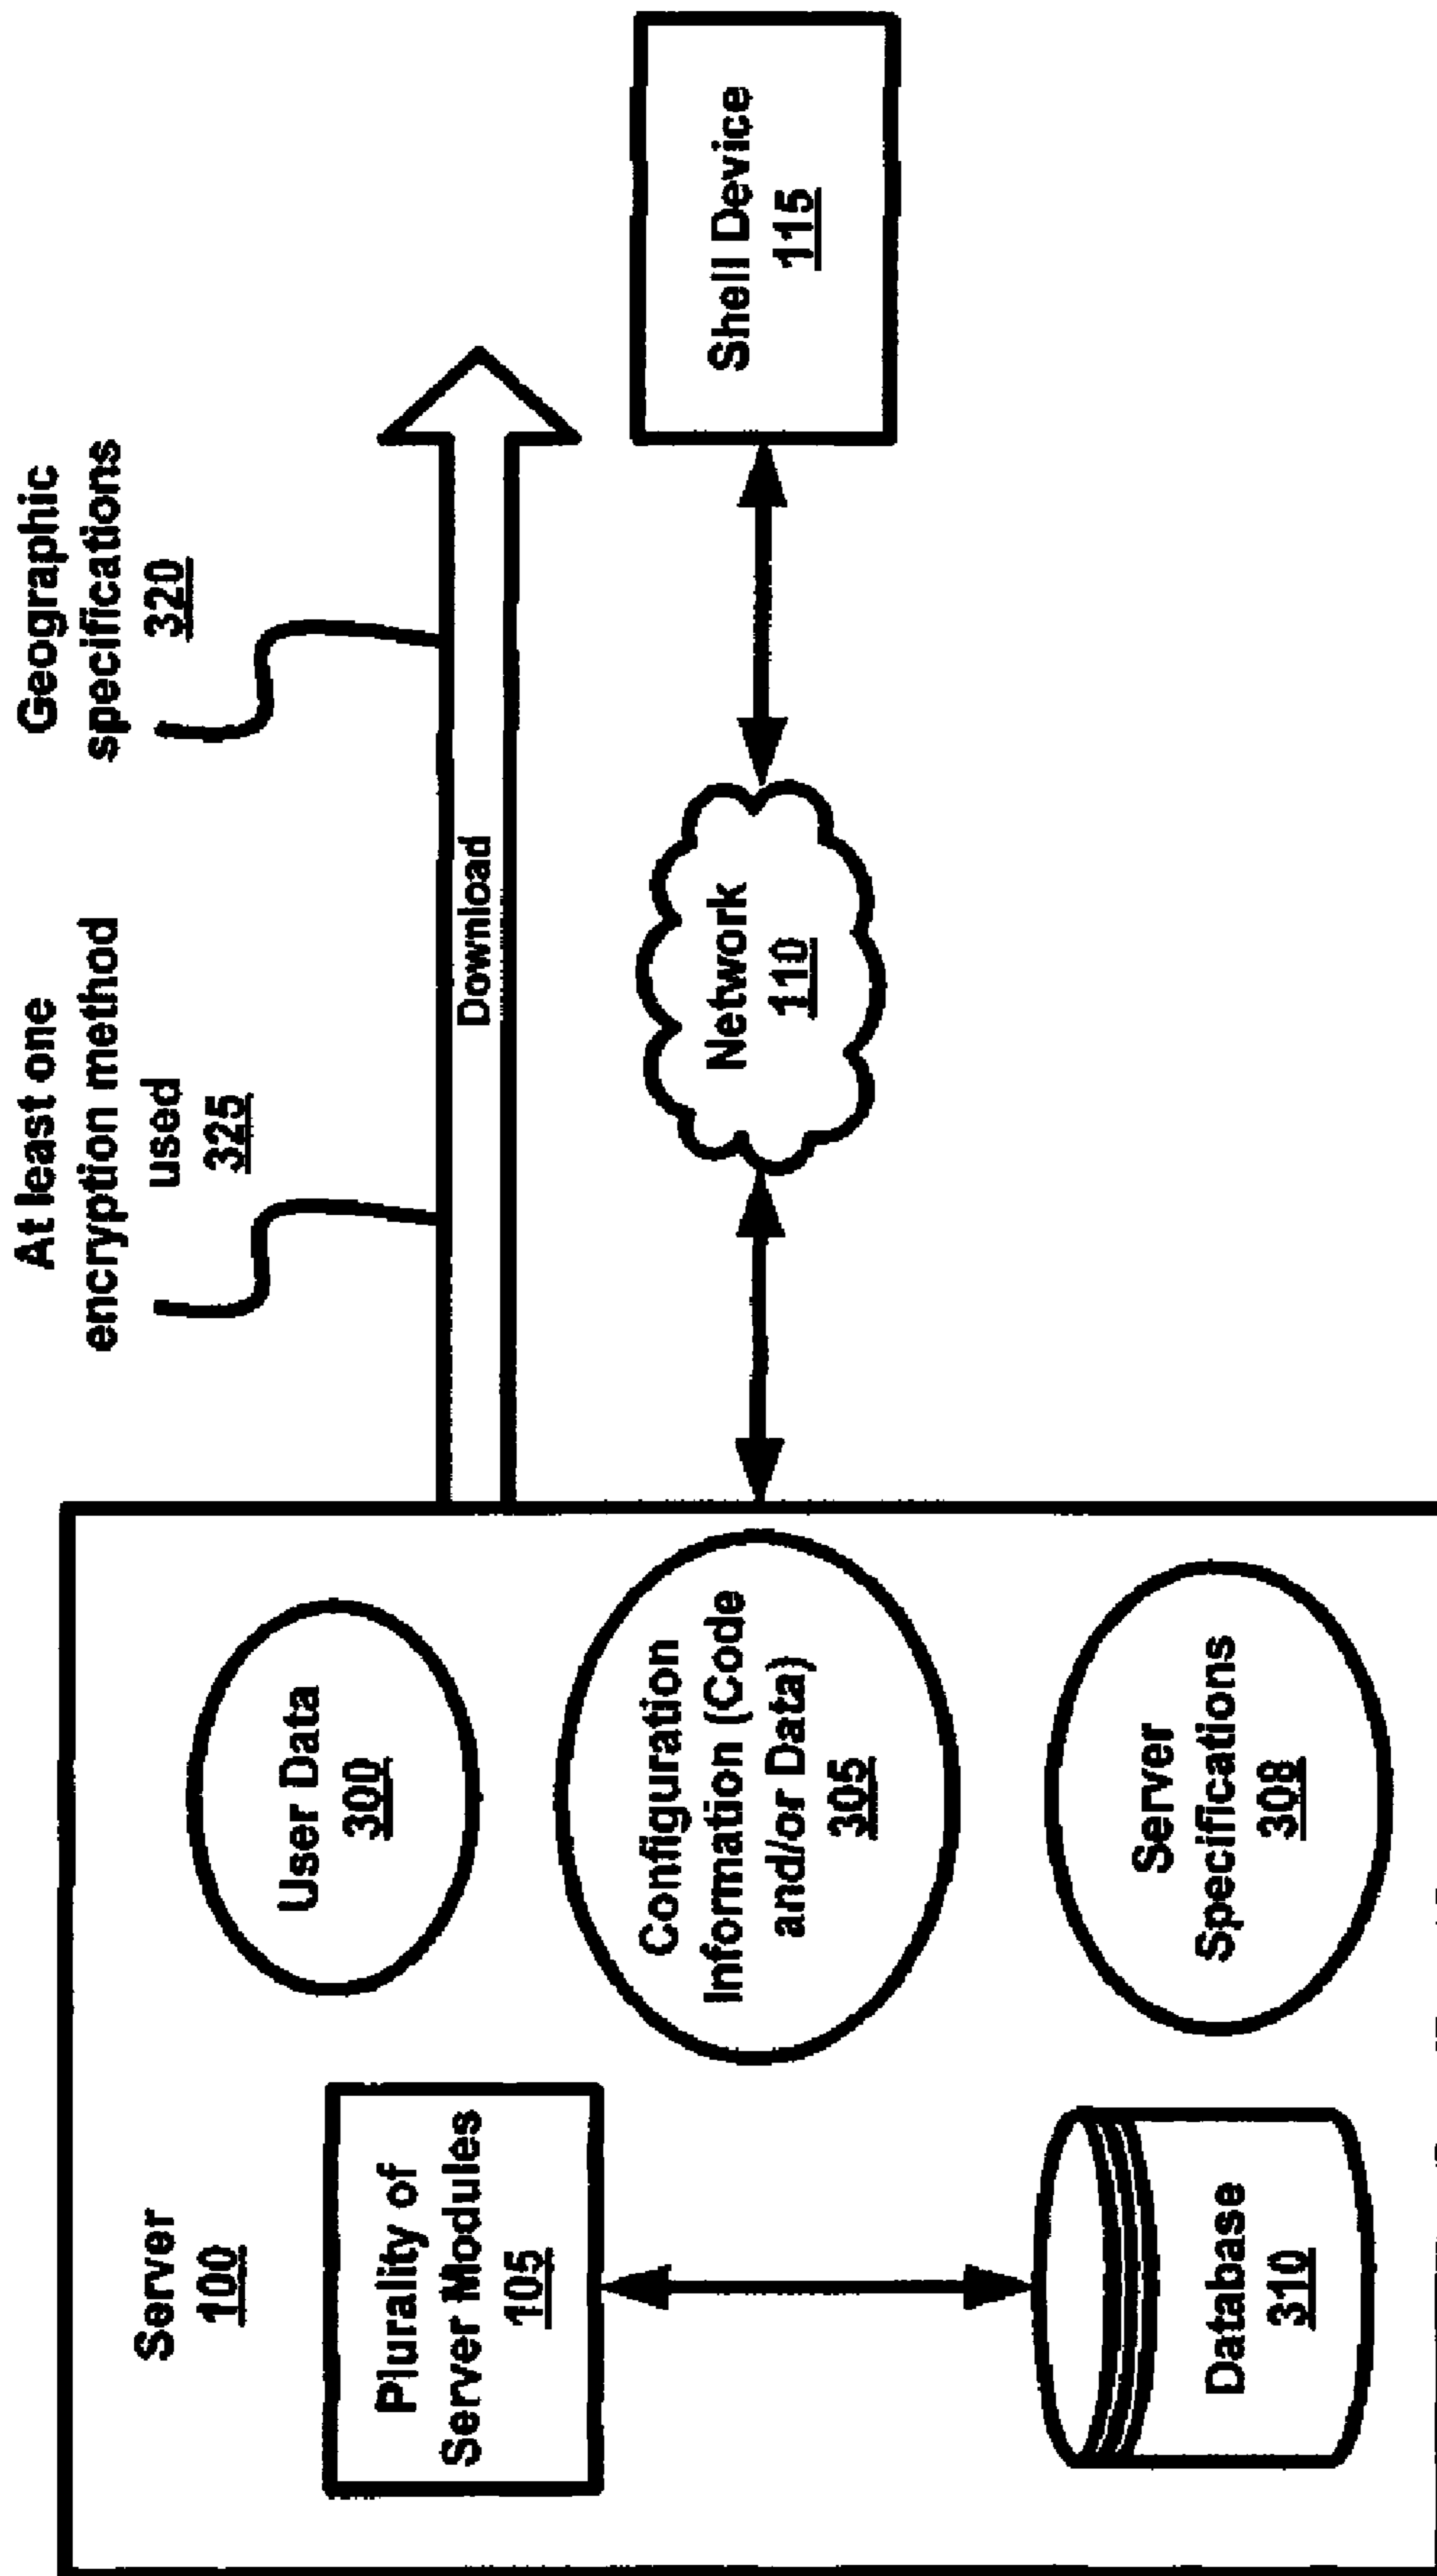 At least one
encryption method
used
325
Geographic
specifications
320
Download
Server
100
Plurality of
Server Modules
105
User Data
300
Configuration
Information (Code
and/or Data)
305
Server
Specifications
308
Database
310
Network
110
Shell Device
115